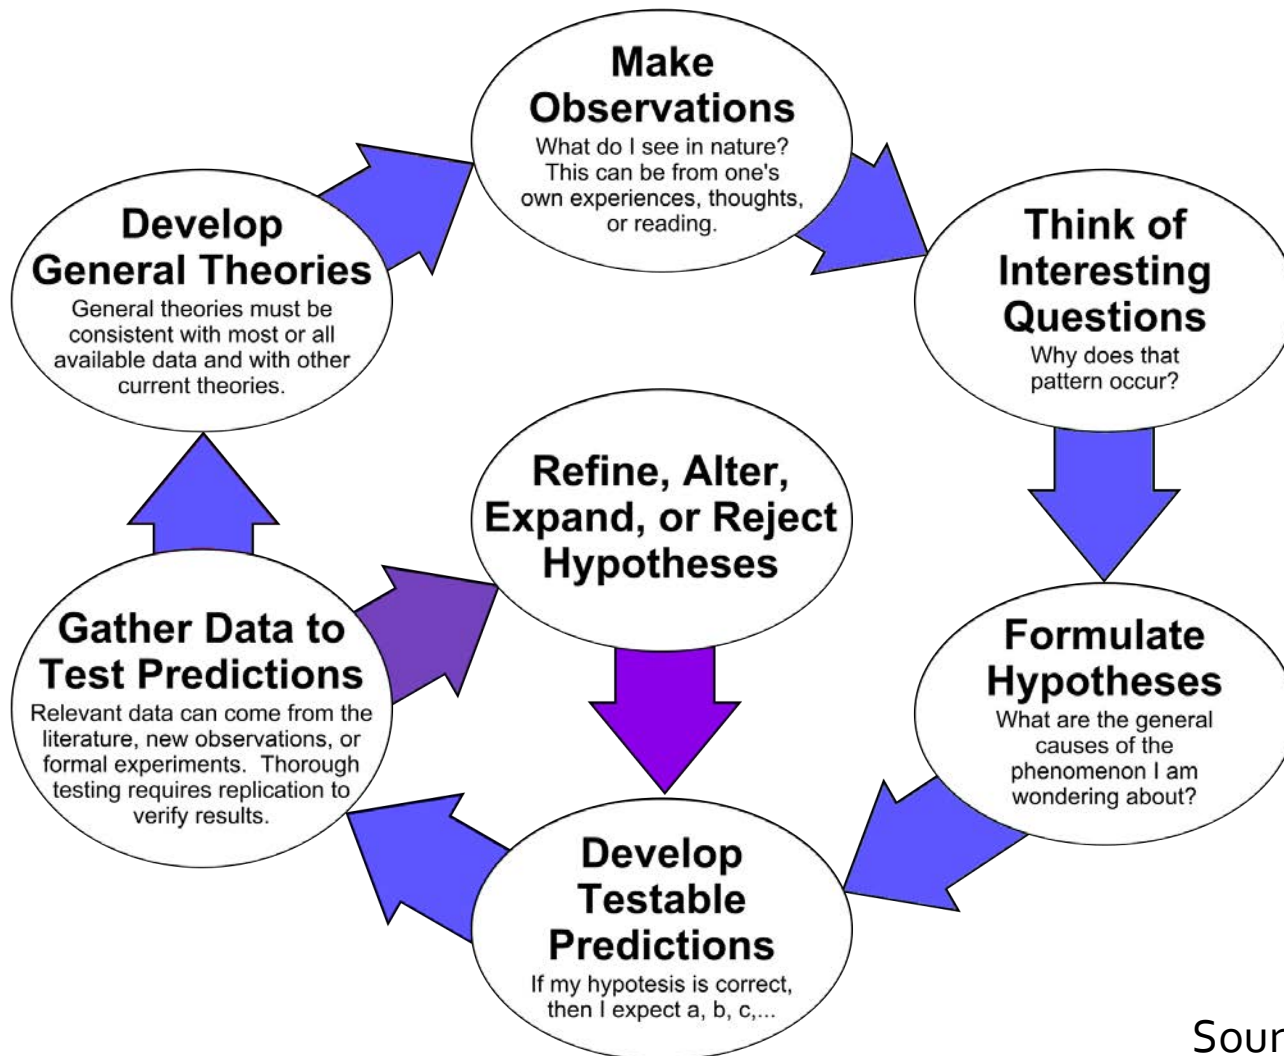 Make
Observations
What do I see in nature?
This can be from one's
own experiences, thoughts,
or reading.
Think of
Interesting
Questions
Why does that
pattern occur?
Formulate
Hypotheses
What are the general
causes of the
phenomenon I am
wondering about?
Develop
Testable
Predictions
If my hypotesis is correct,
then I expect a, b, c,...
Gather Data to
Test Predictions
Relevant data can come from the
literature, new observations, or
formal experiments. Thorough
testing requires replication to
verify results.
Refine, Alter,
Expand, or Reject
Hypotheses
Develop
General Theories
General theories must be
consistent with most or all
available data and with other
current theories.